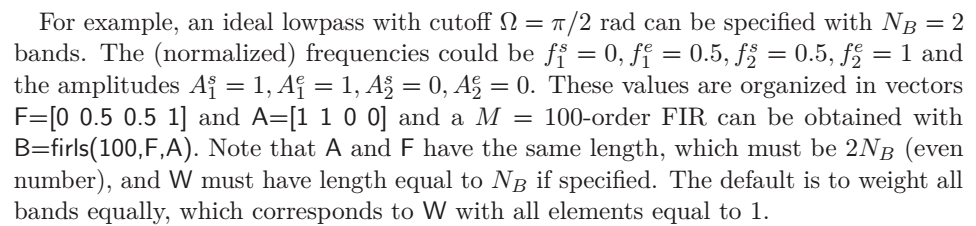 For example, an ideal lowpass with cutoff Ω = π/2 rad can be specified with N_B = 2
bands. The (normalized) frequencies could be f_1^s = 0, f_1^e = 0.5, f_2^s = 0.5, f_2^e = 1 and
the amplitudes A_1^s = 1, A_1^e = 1, A_2^s = 0, A_2^e = 0. These values are organized in vectors
F=[0 0.5 0.5 1] and A=[1 1 0 0] and a M = 100-order FIR can be obtained with
B=firls(100,F,A). Note that A and F have the same length, which must be 2N_B (even
number), and W must have length equal to N_B if specified. The default is to weight all
bands equally, which corresponds to W with all elements equal to 1.